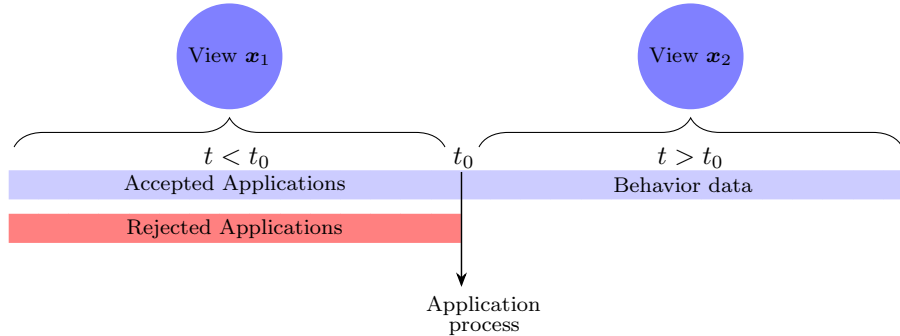 View x₁
View x₂
t < t₀
t₀
t > t₀
Accepted Applications
Behavior data
Rejected Applications
Application
process